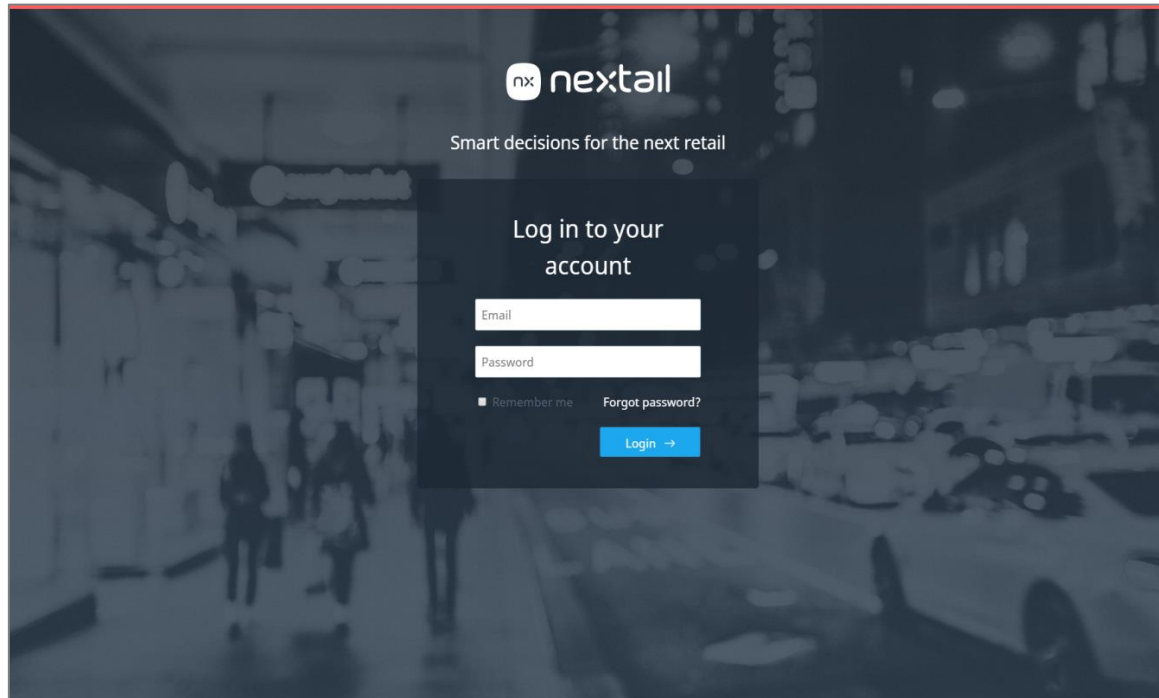 nx nextail
Smart decisions for the next retail
Log in to your
account
Email
Password
Remember me Forgot password?
Login →